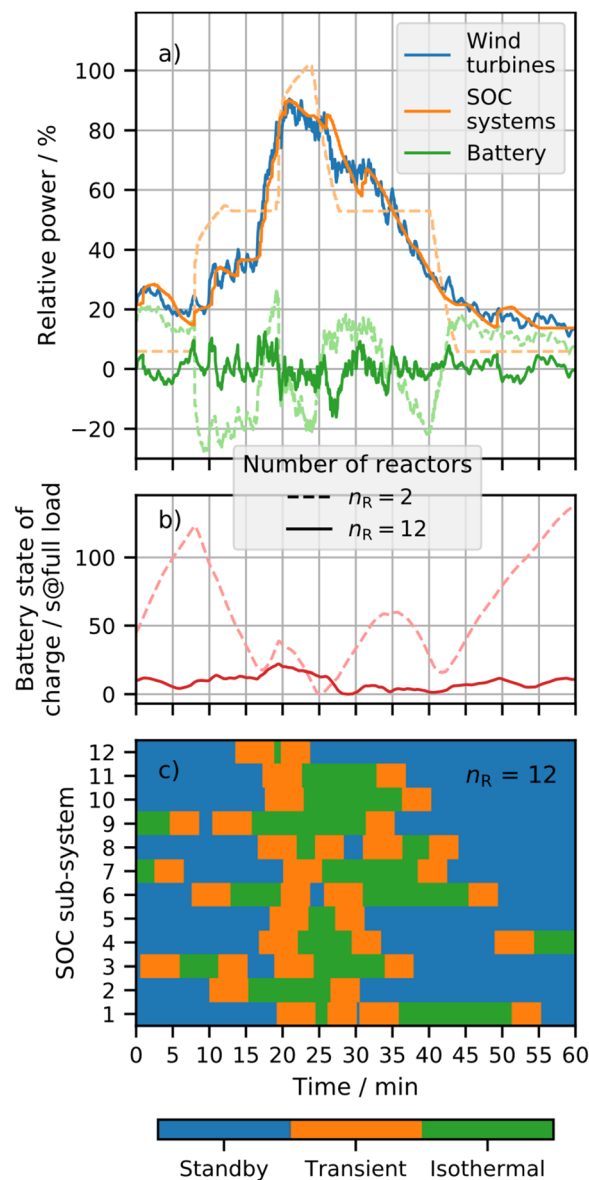 a)
Wind
turbines
SOC
systems
Battery
Relative power / %
100
80
60
40
20
0
−20
Number of reactors
n_R = 2
n_R = 12
b)
Battery state of
charge / s@full load
100
50
0
c)
n_R = 12
SOC sub-system
12
11
10
9
8
7
6
5
4
3
2
1
0 5 10 15 20 25 30 35 40 45 50 55 60
Time / min
Standby Transient Isothermal